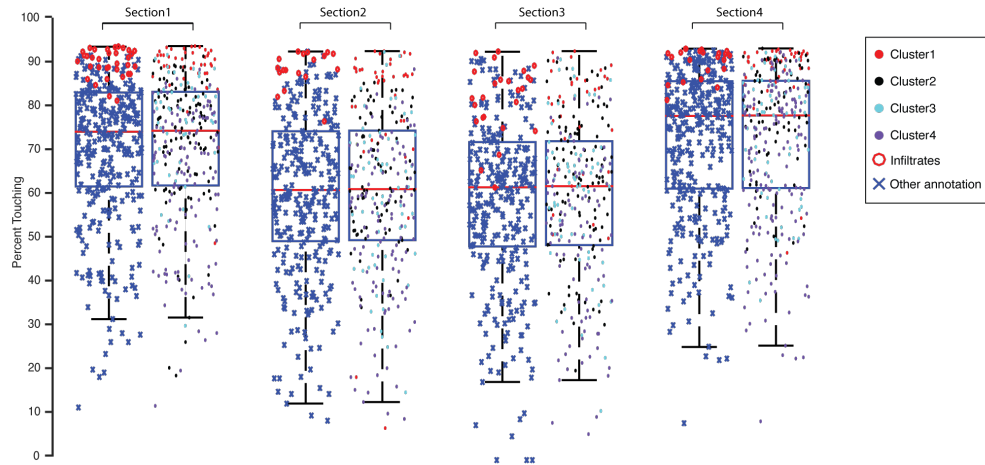 Section1 Section2 Section3 Section4
Percent Touching
100
90
80
70
60
50
40
30
20
10
0
Cluster1
Cluster2
Cluster3
Cluster4
Infiltrates
Other annotation